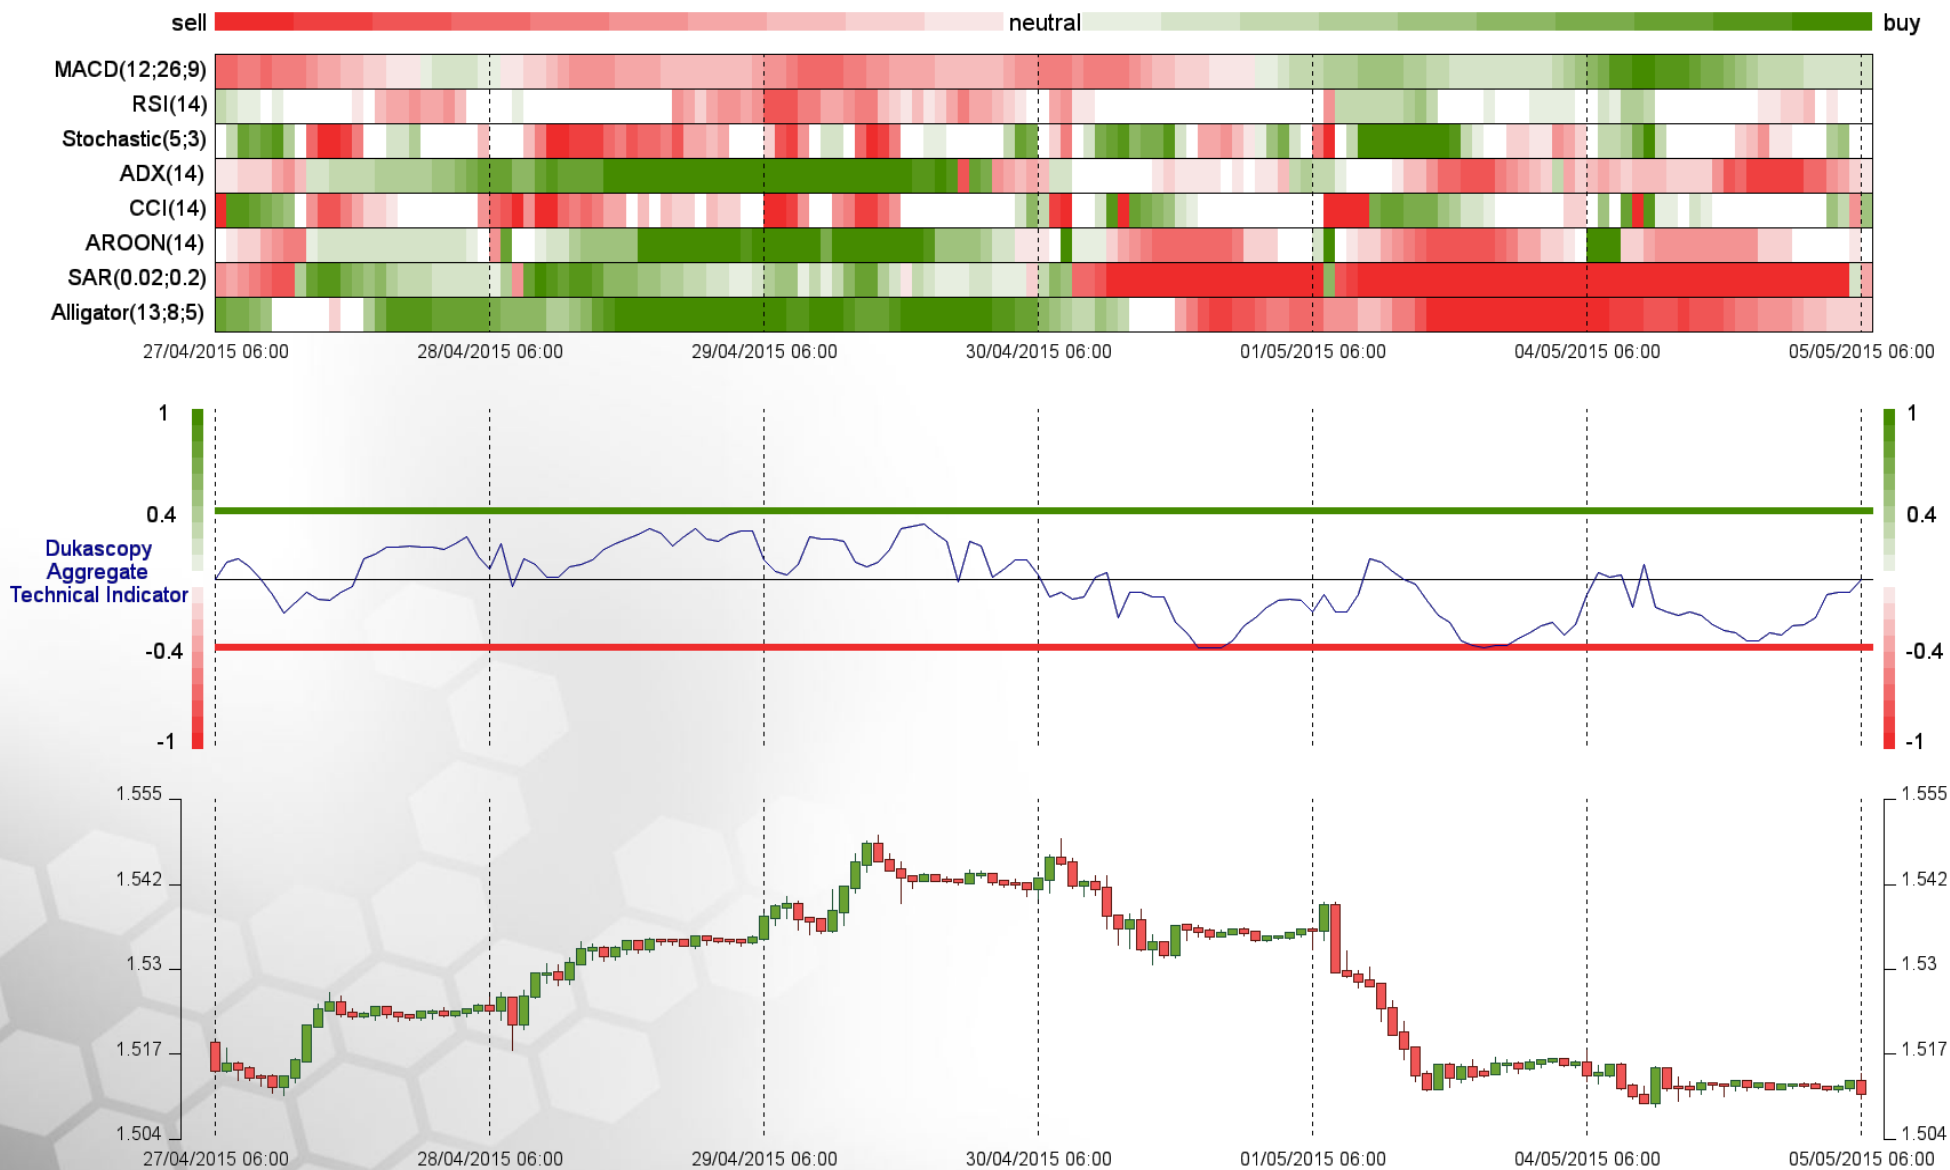 sell neutral buy
MACD(12;26;9)
RSI(14)
Stochastic(5;3)
ADX(14)
CCI(14)
AROON(14)
SAR(0.02;0.2)
Alligator(13;8;5)
27/04/2015 06:00 28/04/2015 06:00 29/04/2015 06:00 30/04/2015 06:00 01/05/2015 06:00 04/05/2015 06:00 05/05/2015 06:00
1 1
0.4 0.4
Dukascopy
Aggregate
Technical Indicator
-0.4 -0.4
-1 -1
1.555 1.555
1.542 1.542
1.53 1.53
1.517 1.517
1.504 1.504
27/04/2015 06:00 28/04/2015 06:00 29/04/2015 06:00 30/04/2015 06:00 01/05/2015 06:00 04/05/2015 06:00 05/05/2015 06:00